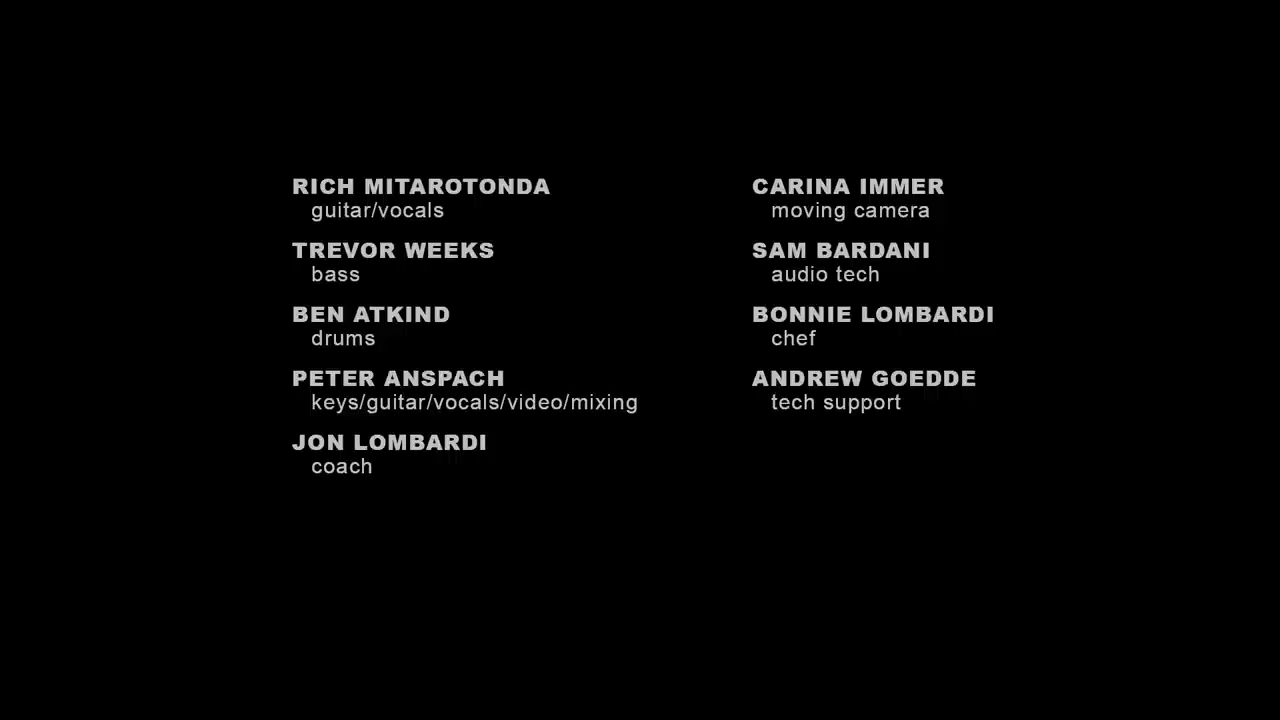 RICH MITAROTONDA
guitar/vocals
TREVOR WEEKS
bass
BEN ATKIND
drums
PETER ANSPACH
keys/guitar/vocals/video/mixing
JON LOMBARDI
coach
CARINA IMMER
moving camera
SAM BARDANI
audio tech
BONNIE LOMBARDI
chef
ANDREW GOEDDE
tech support